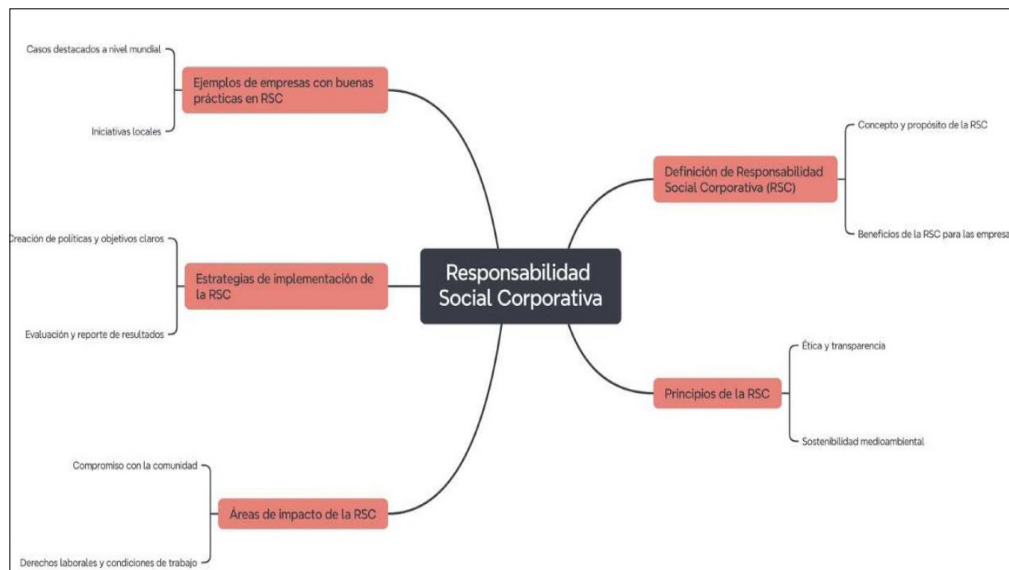 Responsabilidad
Social Corporativa
Definición de Responsabilidad
Social Corporativa (RSC)
Concepto y propósito de la RSC
Beneficios de la RSC para las empresa
Principios de la RSC
Ética y transparencia
Sostenibilidad medioambiental
Ejemplos de empresas con buenas
prácticas en RSC
Casos destacados a nivel mundial
Iniciativas locales
Estrategias de implementación de
la RSC
Creación de políticas y objetivos claros
Evaluación y reporte de resultados
Áreas de impacto de la RSC
Compromiso con la comunidad
Derechos laborales y condiciones de trabajo